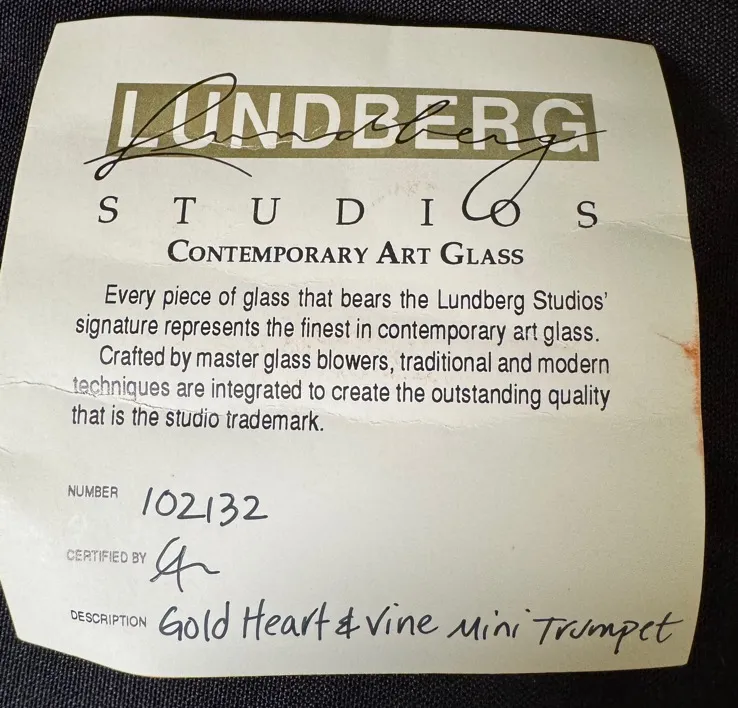 LUNDBERG
Lundberg
STUDIOS
CONTEMPORARY ART GLASS
Every piece of glass that bears the Lundberg Studios'
signature represents the finest in contemporary art glass.
Crafted by master glass blowers, traditional and modern
techniques are integrated to create the outstanding quality
that is the studio trademark.
NUMBER 102132
CERTIFIED BY
DESCRIPTION Gold Heart & Vine Mini Trumpet